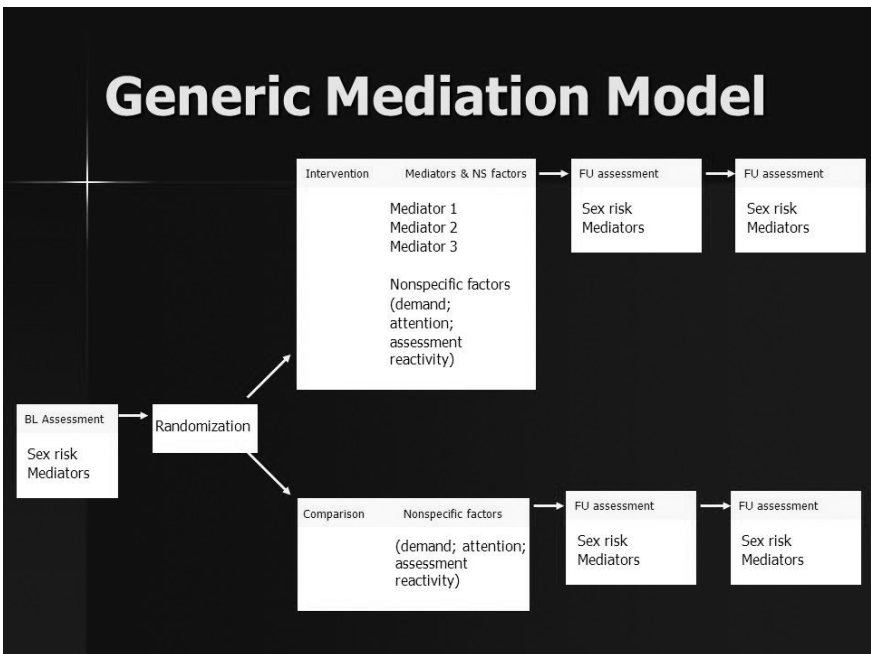 Generic Mediation Model
Intervention Mediators & NS factors
Mediator 1
Mediator 2
Mediator 3
Nonspecific factors
(demand;
attention;
assessment
reactivity)
FU assessment
Sex risk
Mediators
FU assessment
Sex risk
Mediators
BL Assessment
Sex risk
Mediators
Randomization
Comparison Nonspecific factors
(demand; attention;
assessment
reactivity)
FU assessment
Sex risk
Mediators
FU assessment
Sex risk
Mediators